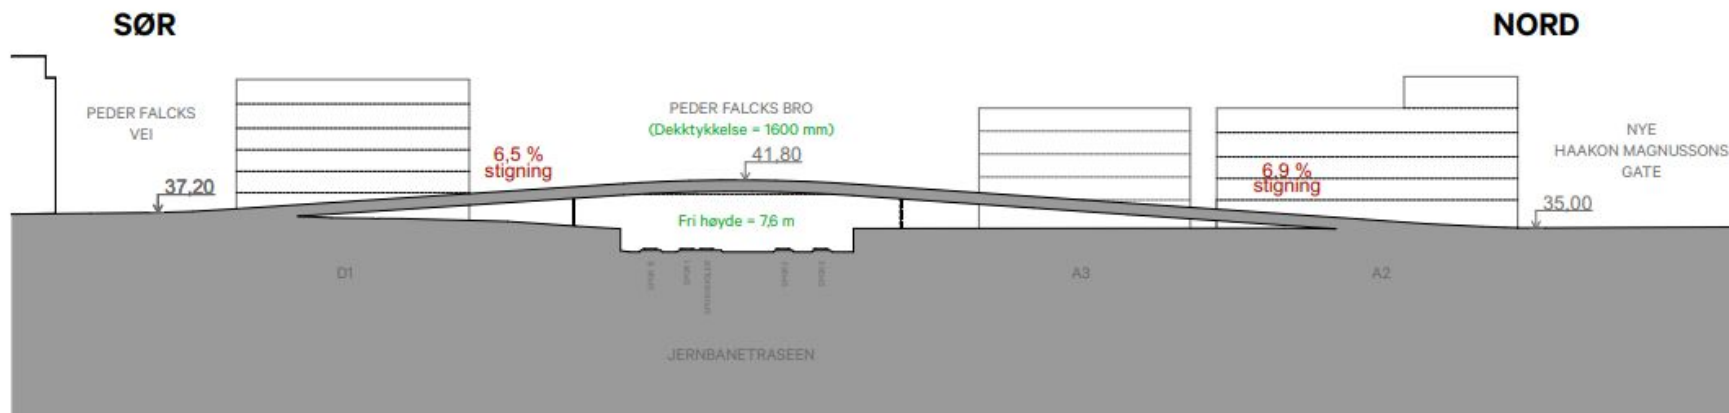 SØR
NORD
PEDER FALCKS
VEI
37,20
6,5 %
stigning
PEDER FALCKS BRO
(Dekktykkelse = 1600 mm)
41,80
Fri høyde = 7,6 m
6,9 %
stigning
NYE
HAAKON MAGNUSSONS
GATE
35,00
D1
A3
A2
JERNBANETRASEEN